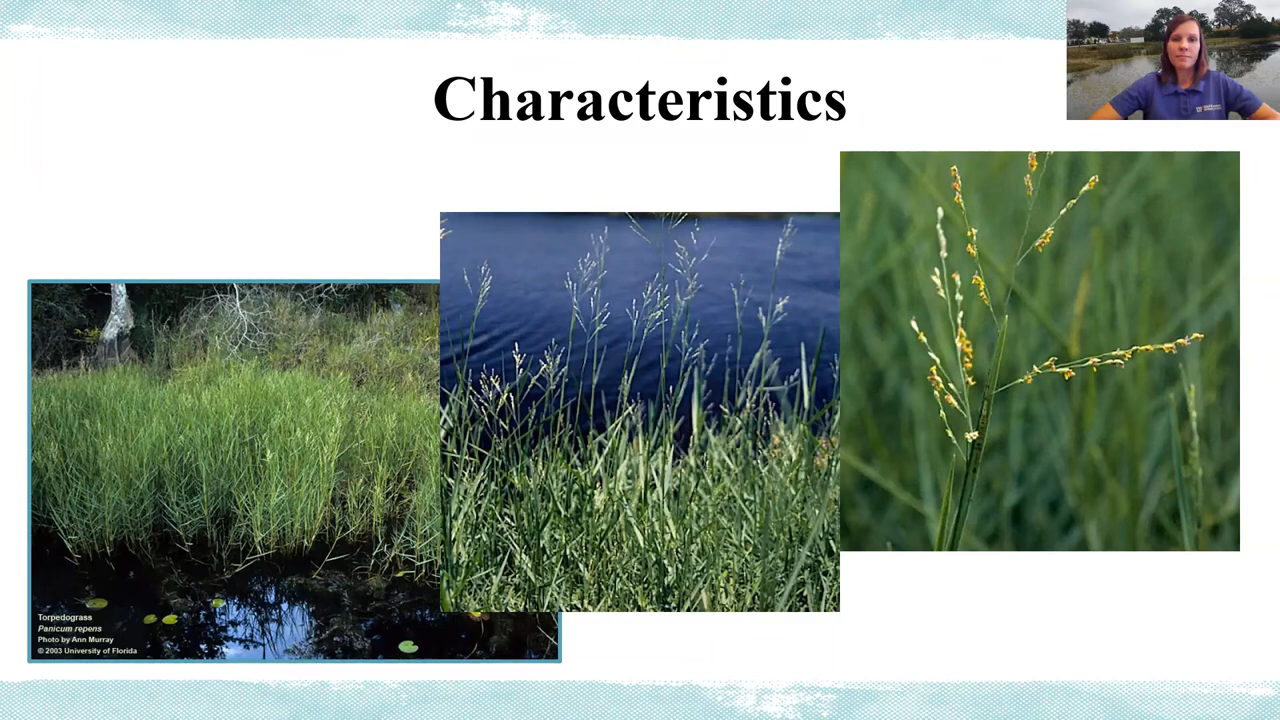 Characteristics
Torpedograss
Panicum repens
Photo by Ann Murray
© 2003 University of Florida